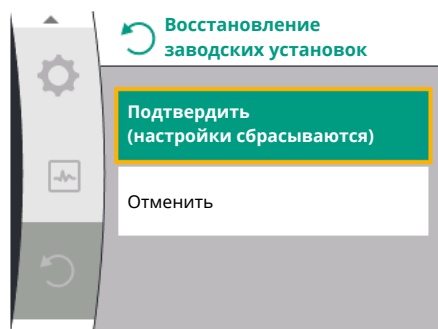 Восстановление
заводских установок
Подтвердить
(настройки сбрасываются)
Отменить